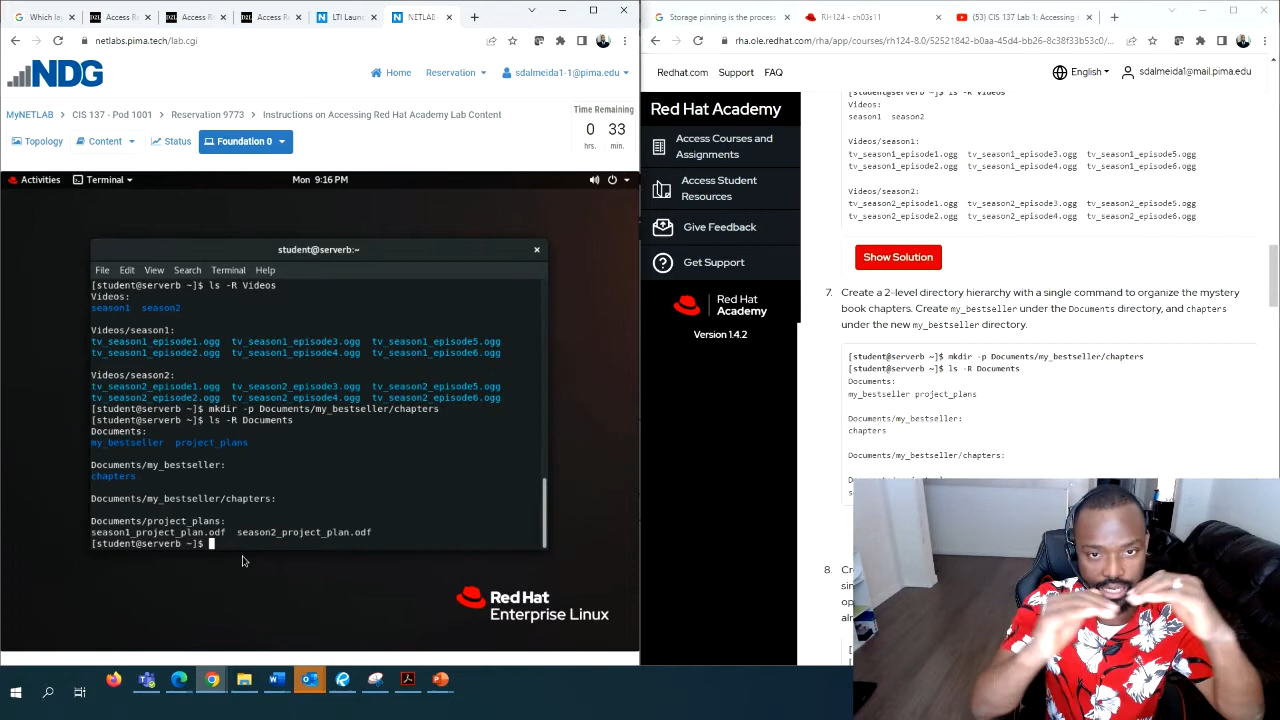 Which la
Access R
Access R
Access R
LTI Laun
NETLAB
netlabs.pima.tech/lab.cgi
NDG
Home
Reservation
sdalmeida1-1@pima.edu
MyNETLAB
CIS 137 - Pod 1001
Reservation 9773
Instructions on Accessing Red Hat Academy Lab Content
Time Remaining
0 33
hrs. min.
Topology
Content
Status
Foundation 0
Activities
Terminal
Mon 9:16 PM
student@serverb:~
File Edit View Search Terminal Help
[student@serverb ~]$ ls -R Videos
Videos:
season1 season2
Videos/season1:
tv_season1_episode1.ogg tv_season1_episode3.ogg tv_season1_episode5.ogg
tv_season1_episode2.ogg tv_season1_episode4.ogg tv_season1_episode6.ogg
Videos/season2:
tv_season2_episode1.ogg tv_season2_episode3.ogg tv_season2_episode5.ogg
tv_season2_episode2.ogg tv_season2_episode4.ogg tv_season2_episode6.ogg
[student@serverb ~]$ mkdir -p Documents/my_bestseller/chapters
[student@serverb ~]$ ls -R Documents
Documents:
my_bestseller project_plans
Documents/my_bestseller:
chapters
Documents/my_bestseller/chapters:
Documents/project_plans:
season1_project_plan.odf season2_project_plan.odf
[student@serverb ~]$
Red Hat
Enterprise Linux
Storage pinning is the process
RH124 - ch03s11
(53) CIS 137 Lab 1: Accessing
rha.ole.redhat.com/rha/app/courses/rh124-8.0/52521842-b0aa-45d4-bb26-8c38f33b53c0/...
Redhat.com
Support
FAQ
English
sdalmeida1@mail.pima.edu
Red Hat Academy
Access Courses and
Assignments
Access Student
Resources
Give Feedback
Get Support
Red Hat
Academy
Version 1.4.2
[student@serverb ~]$ ls -R Videos
Videos:
season1 season2
Videos/season1:
tv_season1_episode1.ogg tv_season1_episode3.ogg tv_season1_episode5.ogg
tv_season1_episode2.ogg tv_season1_episode4.ogg tv_season1_episode6.ogg
Videos/season2:
tv_season2_episode1.ogg tv_season2_episode3.ogg tv_season2_episode5.ogg
tv_season2_episode2.ogg tv_season2_episode4.ogg tv_season2_episode6.ogg
Show Solution
7. Create a 2-level directory hierarchy with a single command to organize the mystery
book chapters. Create my_bestseller under the Documents directory, and chapters
under the new my_bestseller directory.
[student@serverb ~]$ mkdir -p Documents/my_bestseller/chapters
[student@serverb ~]$ ls -R Documents
Documents:
my_bestseller project_plans
Documents/my_bestseller:
chapters
Documents/my_bestseller/chapters:
8.